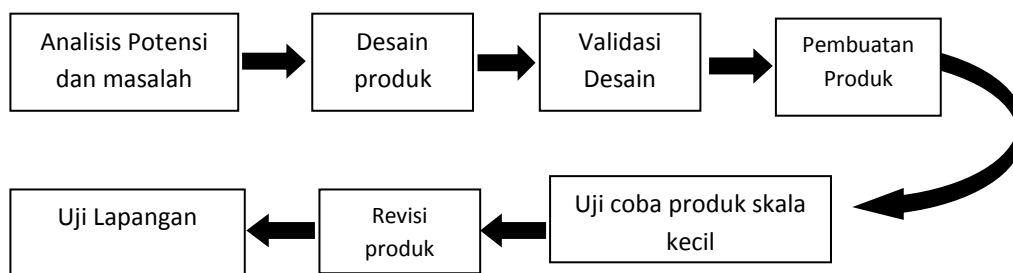 Analisis Potensi
dan masalah
Desain
produk
Validasi
Desain
Pembuatan
Produk
Uji coba produk skala
kecil
Revisi
produk
Uji Lapangan